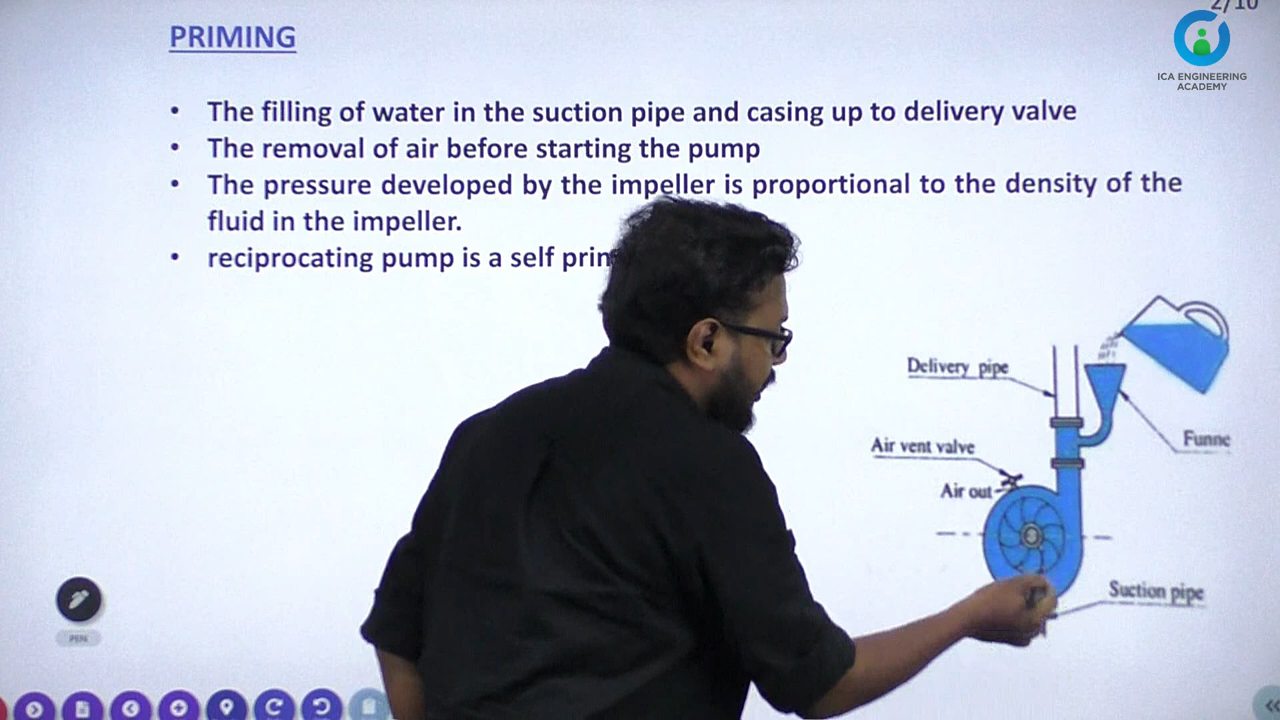 2/10
PRIMING
ICA ENGINEERING
ACADEMY
• The filling of water in the suction pipe and casing up to delivery valve
• The removal of air before starting the pump
• The pressure developed by the impeller is proportional to the density of the
fluid in the impeller.
• reciprocating pump is a self prim
Delivery pipe
Funne
Air vent valve
Air out
S
Suction pipe
PEN